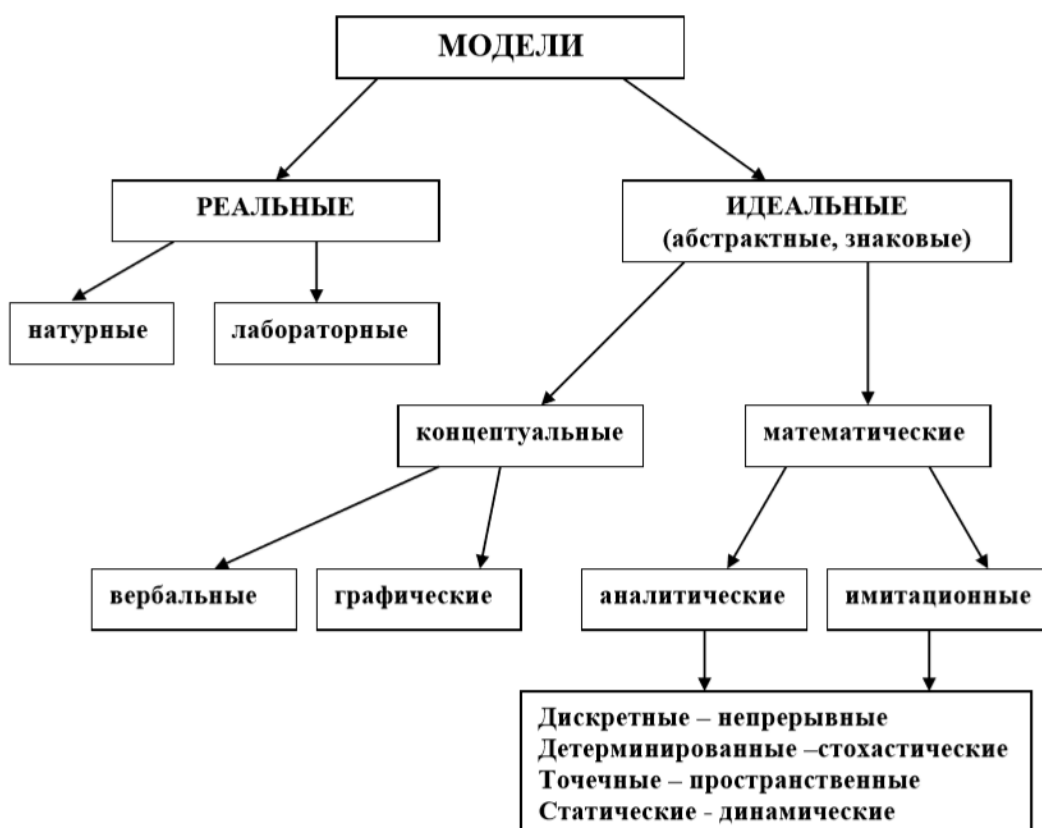 МОДЕЛИ
РЕАЛЬНЫЕ
ИДЕАЛЬНЫЕ
(абстрактные, знаковые)
натурные
лабораторные
концептуальные
математические
вербальные
графические
аналитические
имитационные
Дискретные – непрерывные
Детерминированные –стохастические
Точечные – пространственные
Статические - динамические